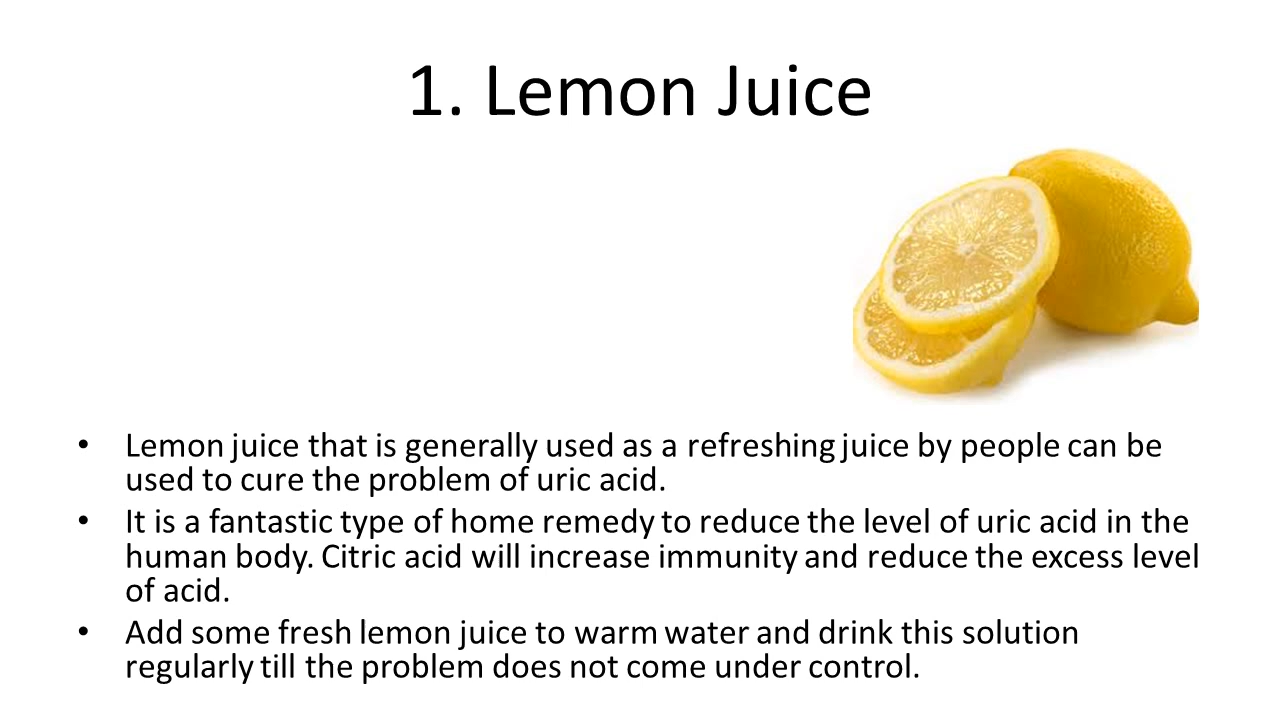 1. Lemon Juice
• Lemon juice that is generally used as a refreshing juice by people can be
used to cure the problem of uric acid.
• It is a fantastic type of home remedy to reduce the level of uric acid in the
human body. Citric acid will increase immunity and reduce the excess level
of acid.
• Add some fresh lemon juice to warm water and drink this solution
regularly till the problem does not come under control.